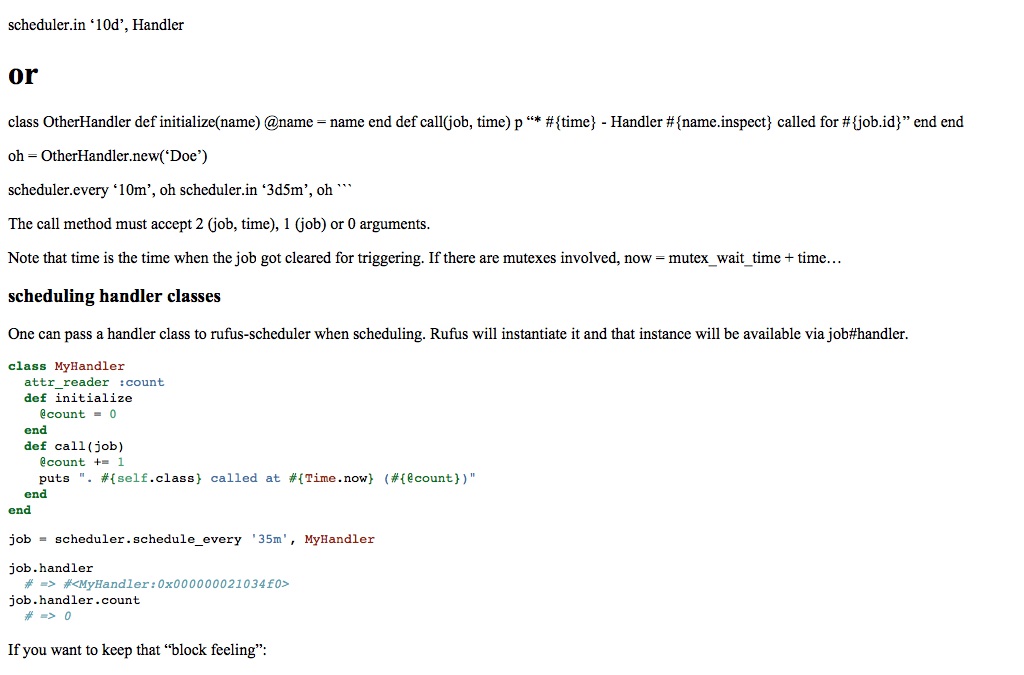 scheduler.in ‘10d’, Handler
or
class OtherHandler def initialize(name) @name = name end def call(job, time) p “* #{time} - Handler #{name.inspect} called for #{job.id}” end end
oh = OtherHandler.new(‘Doe’)
scheduler.every ‘10m’, oh scheduler.in ‘3d5m’, oh ```
The call method must accept 2 (job, time), 1 (job) or 0 arguments.
Note that time is the time when the job got cleared for triggering. If there are mutexes involved, now = mutex_wait_time + time…
scheduling handler classes
One can pass a handler class to rufus-scheduler when scheduling. Rufus will instantiate it and that instance will be available via job#handler.
class MyHandler
  attr_reader :count
  def initialize
    @count = 0
  end
  def call(job)
    @count += 1
    puts ". #{self.class} called at #{Time.now} (#{@count})"
  end
end
job = scheduler.schedule_every '35m', MyHandler
job.handler
  # => #<MyHandler:0x000000021034f0>
job.handler.count
  # => 0
If you want to keep that “block feeling”: